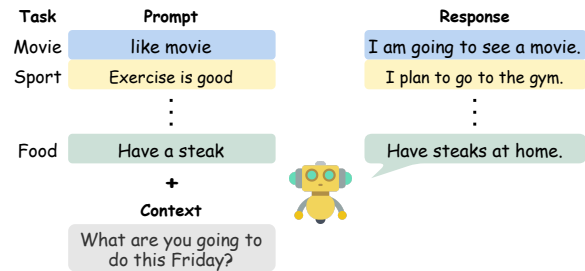 Task Prompt Response
Movie like movie I am going to see a movie.
Sport Exercise is good I plan to go to the gym.
Food Have a steak Have steaks at home.
+
Context
What are you going to
do this Friday?